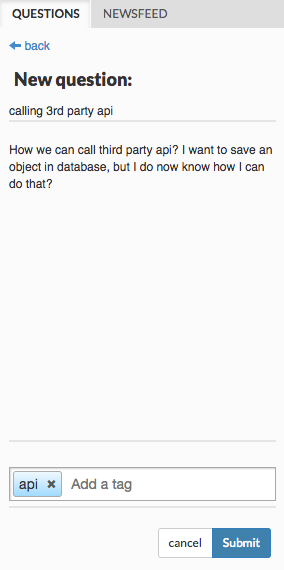 QUESTIONS NEWSFEED
back
New question:
calling 3rd party api
How we can call third party api? I want to save an
object in database, but I do now know how I can
do that?
api ✖ Add a tag
cancel Submit